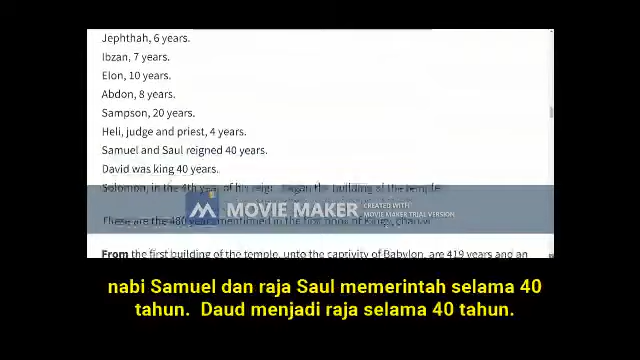 Jephthah, 6 years.
Ibzan, 7 years.
Elon, 10 years.
Abdon, 8 years.
Sampson, 20 years.
Heli, judge and priest, 4 years.
Samuel and Saul reigned 40 years.
David was king 40 years.
Solomon, in the 4th year of his reign began the building of the temple
MOVIE MAKER
CREATED WITH
MOVIE MAKER TRIAL VERSION
These are the 480 years mentioned in the first book of Kings, chap.vi
From the first building of the temple, unto the captivity of Babylon, are 419 years and an
nabi Samuel dan raja Saul memerintah selama 40
tahun. Daud menjadi raja selama 40 tahun.